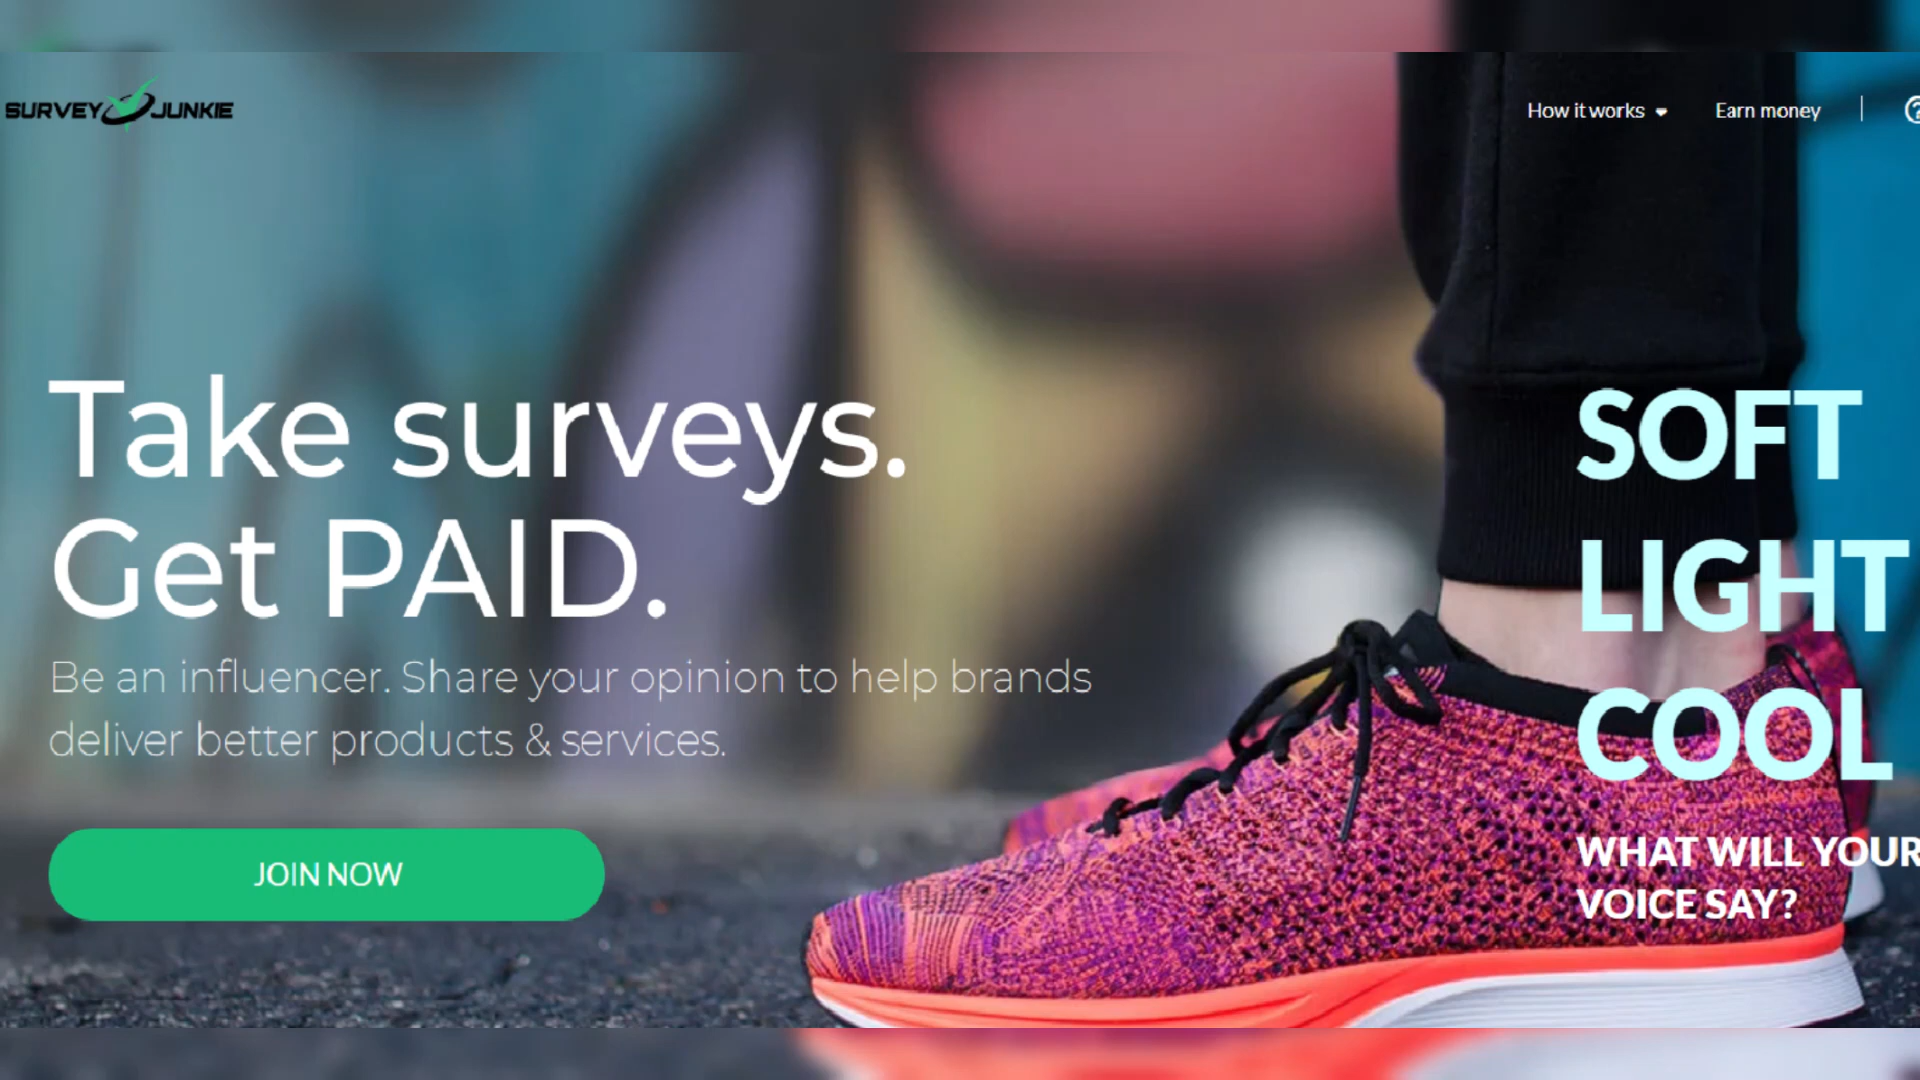 SURVEY JUNKIE
How it works
Earn money
Take surveys.
Get PAID.
Be an influencer. Share your opinion to help brands
deliver better products & services.
JOIN NOW
SOFT
LIGHT
COOL
WHAT WILL YOUR
VOICE SAY?